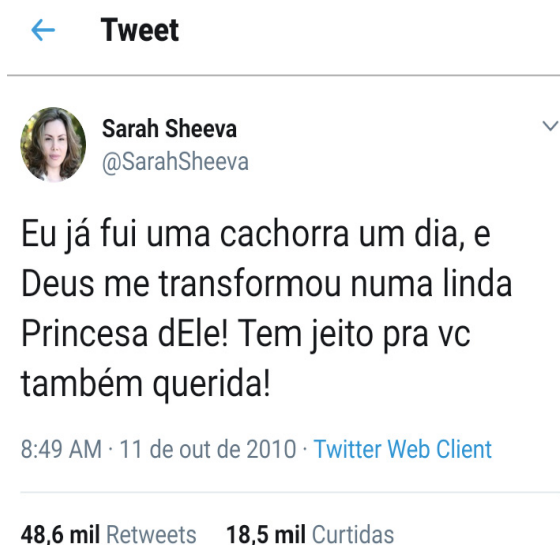 Tweet
Sarah Sheeva
@SarahSheeva
Eu já fui uma cachorra um dia, e
Deus me transformou numa linda
Princesa dEle! Tem jeito pra vc
também querida!
8:49 AM · 11 de out de 2010 · Twitter Web Client
48,6 mil Retweets 18,5 mil Curtidas